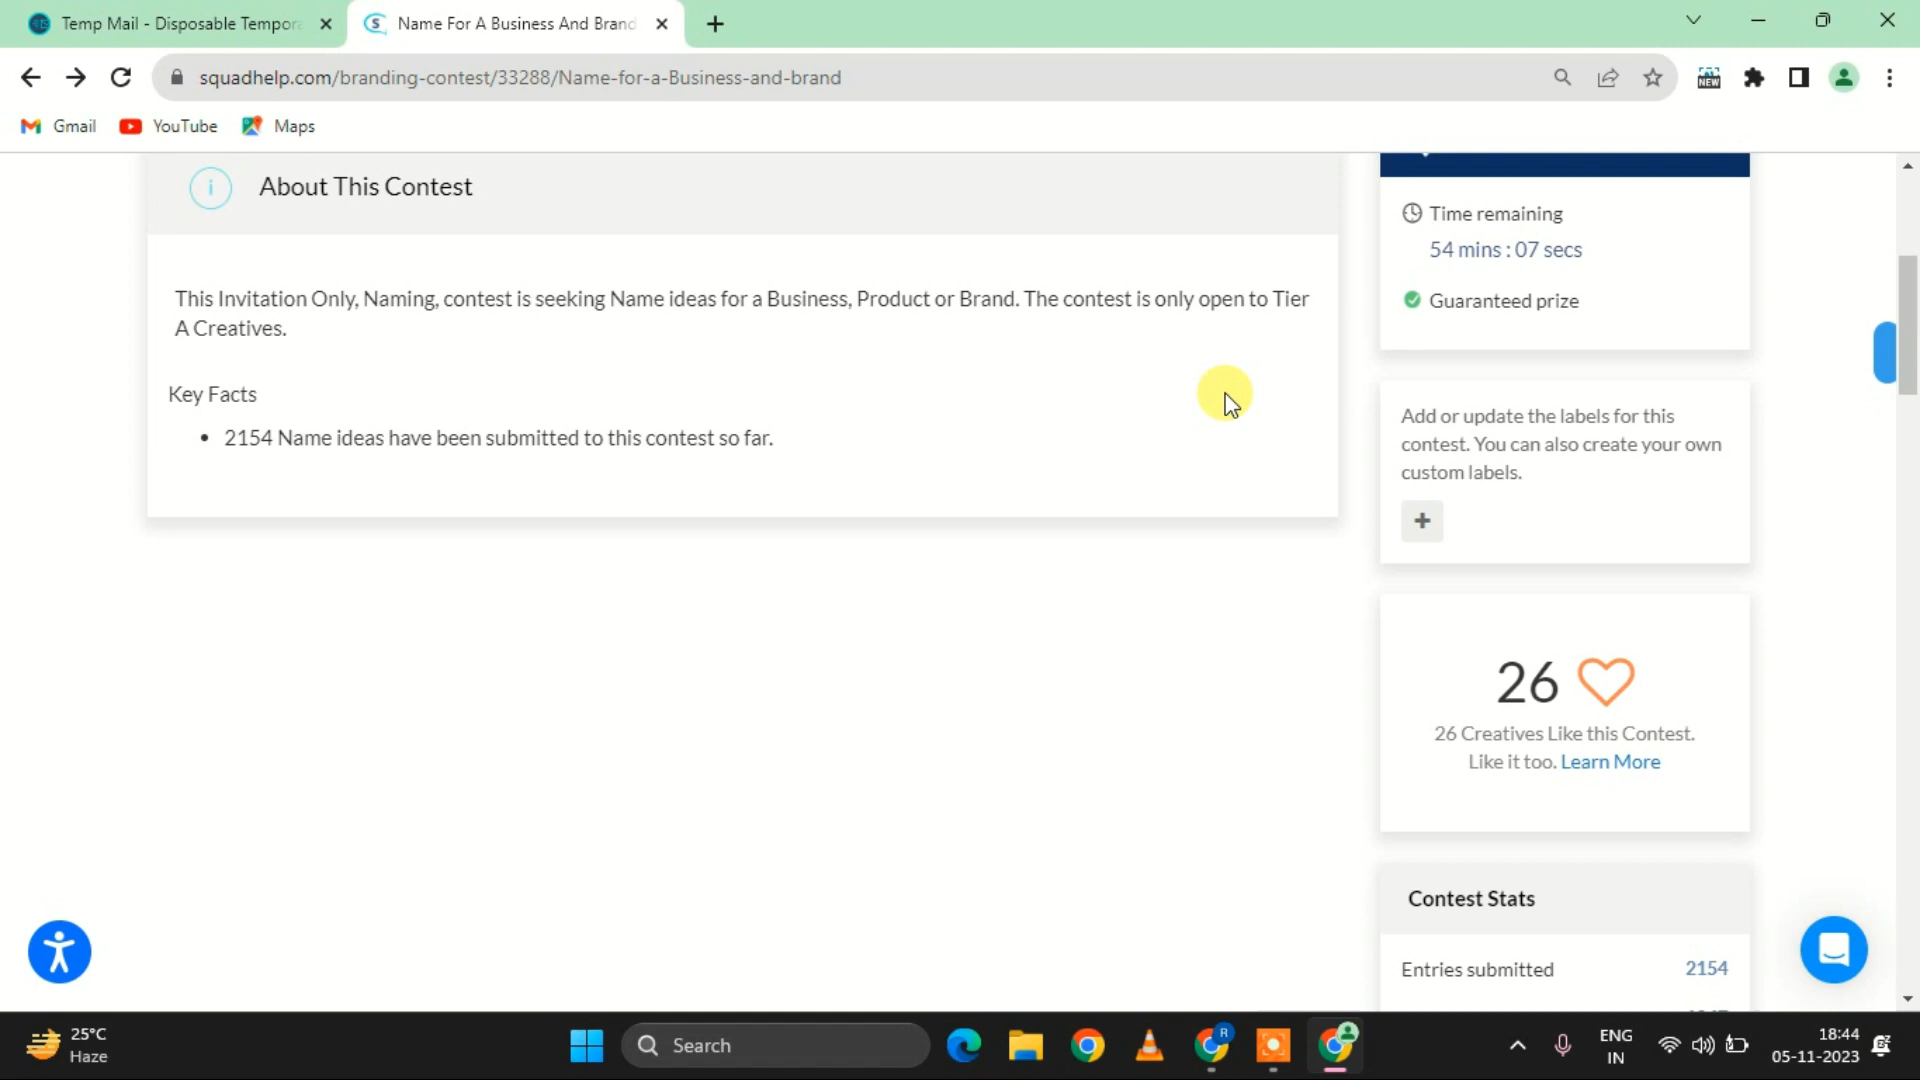 Temp Mail - Disposable Tempora
Name For A Business And Brand
squadhelp.com/branding-contest/33288/Name-for-a-Business-and-brand
NEW
Gmail
YouTube
Maps
About This Contest
This Invitation Only, Naming, contest is seeking Name ideas for a Business, Product or Brand. The contest is only open to Tier
A Creatives.
Key Facts
• 2154 Name ideas have been submitted to this contest so far.
Time remaining
54 mins : 07 secs
Guaranteed prize
Add or update the labels for this
contest. You can also create your own
custom labels.
+
26
26 Creatives Like this Contest.
Like it too. Learn More
Contest Stats
Entries submitted 2154
25°C
Haze
Search
R
ENG
IN
18:44
05-11-2023